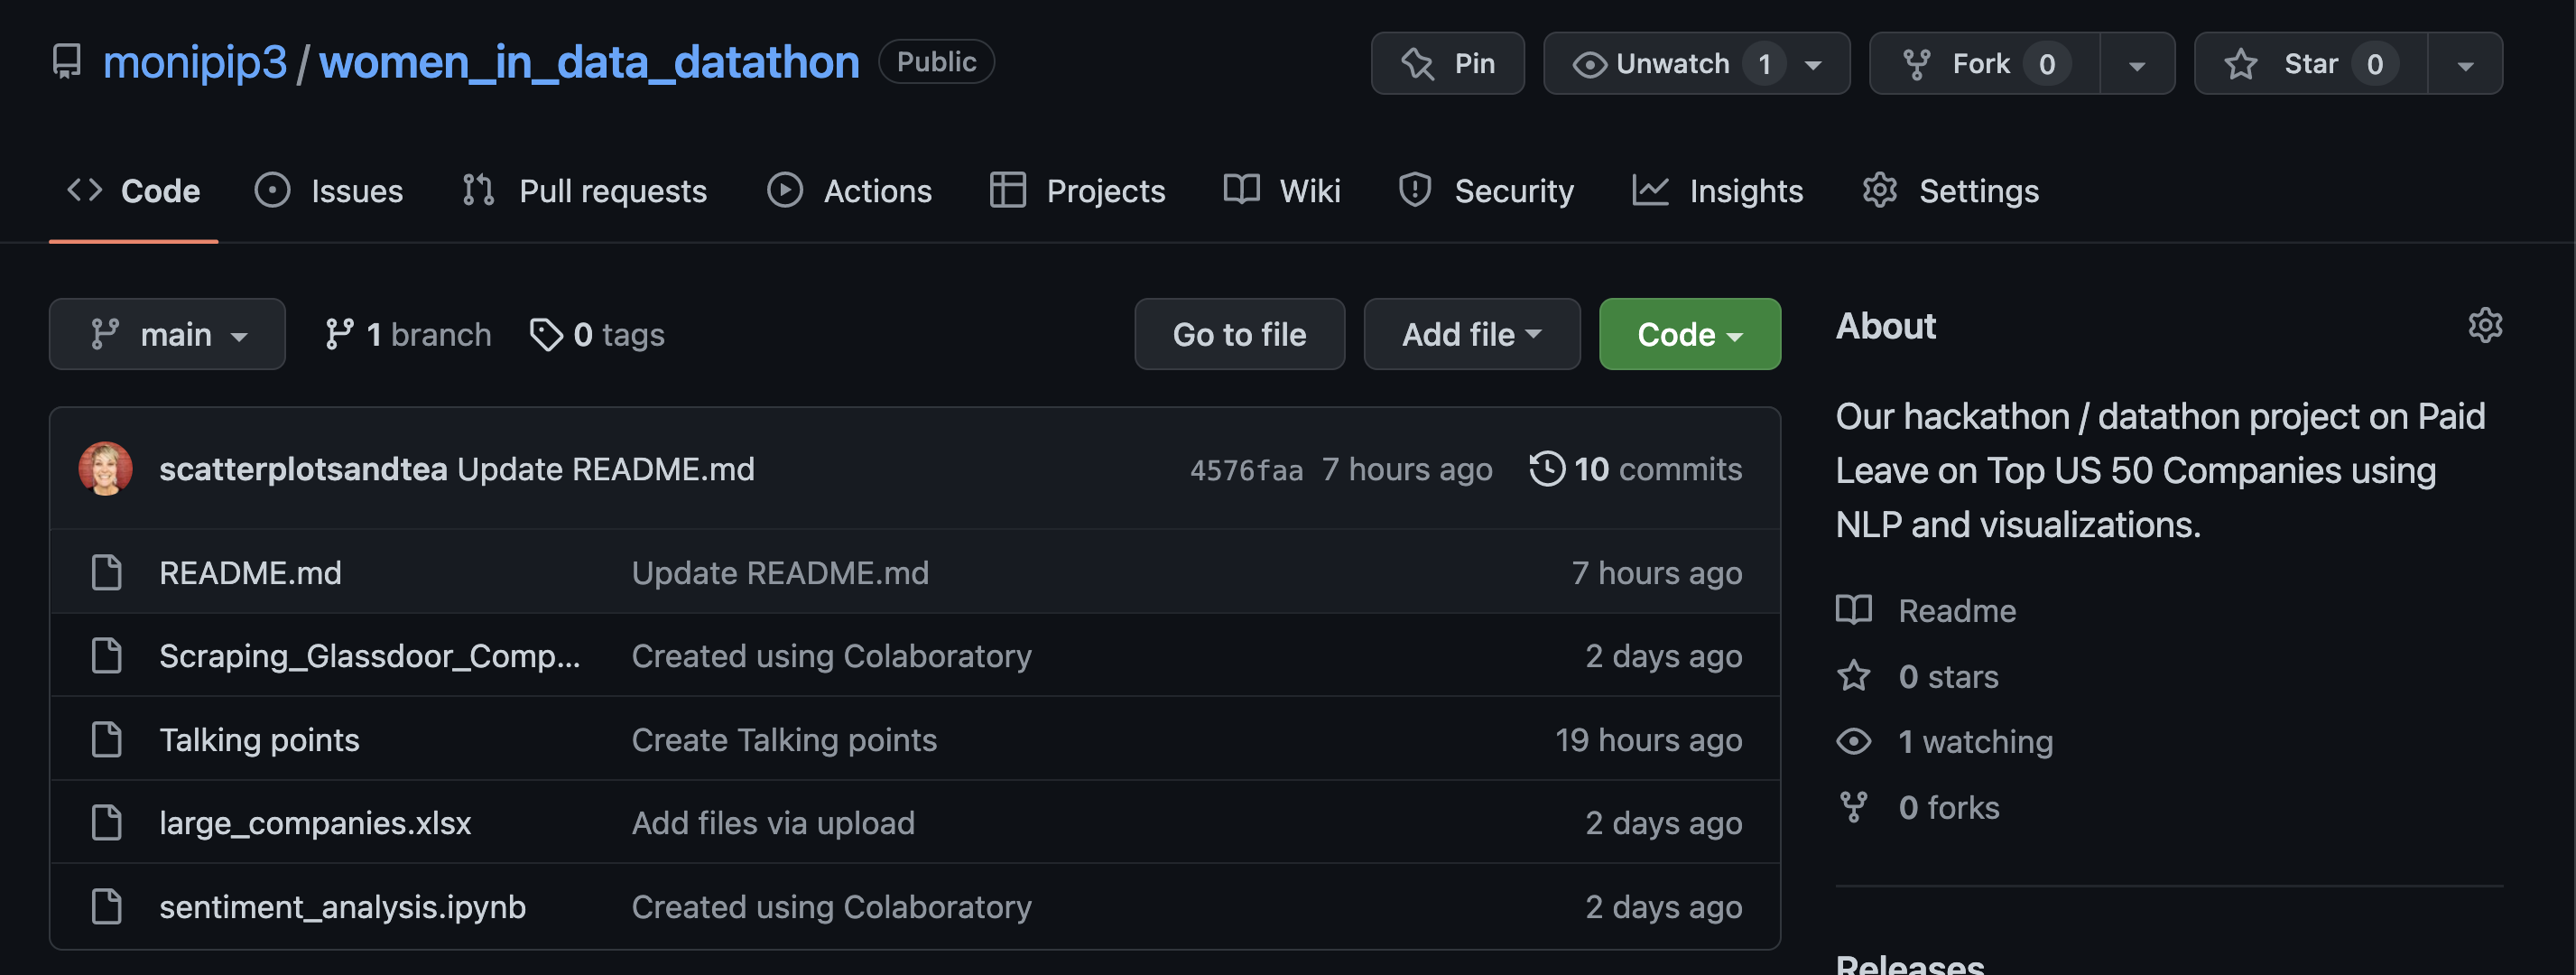 monipip3 / women_in_data_datathon Public
Pin Unwatch 1 Fork 0 Star 0
Code Issues Pull requests Actions Projects Wiki Security Insights Settings
main 1 branch 0 tags Go to file Add file Code
scatterplotsandtea Update README.md 4576faa 7 hours ago 10 commits
README.md Update README.md 7 hours ago
Scraping_Glassdoor_Comp... Created using Colaboratory 2 days ago
Talking points Create Talking points 19 hours ago
large_companies.xlsx Add files via upload 2 days ago
sentiment_analysis.ipynb Created using Colaboratory 2 days ago
About
Our hackathon / datathon project on Paid
Leave on Top US 50 Companies using
NLP and visualizations.
Readme
0 stars
1 watching
0 forks
Releases